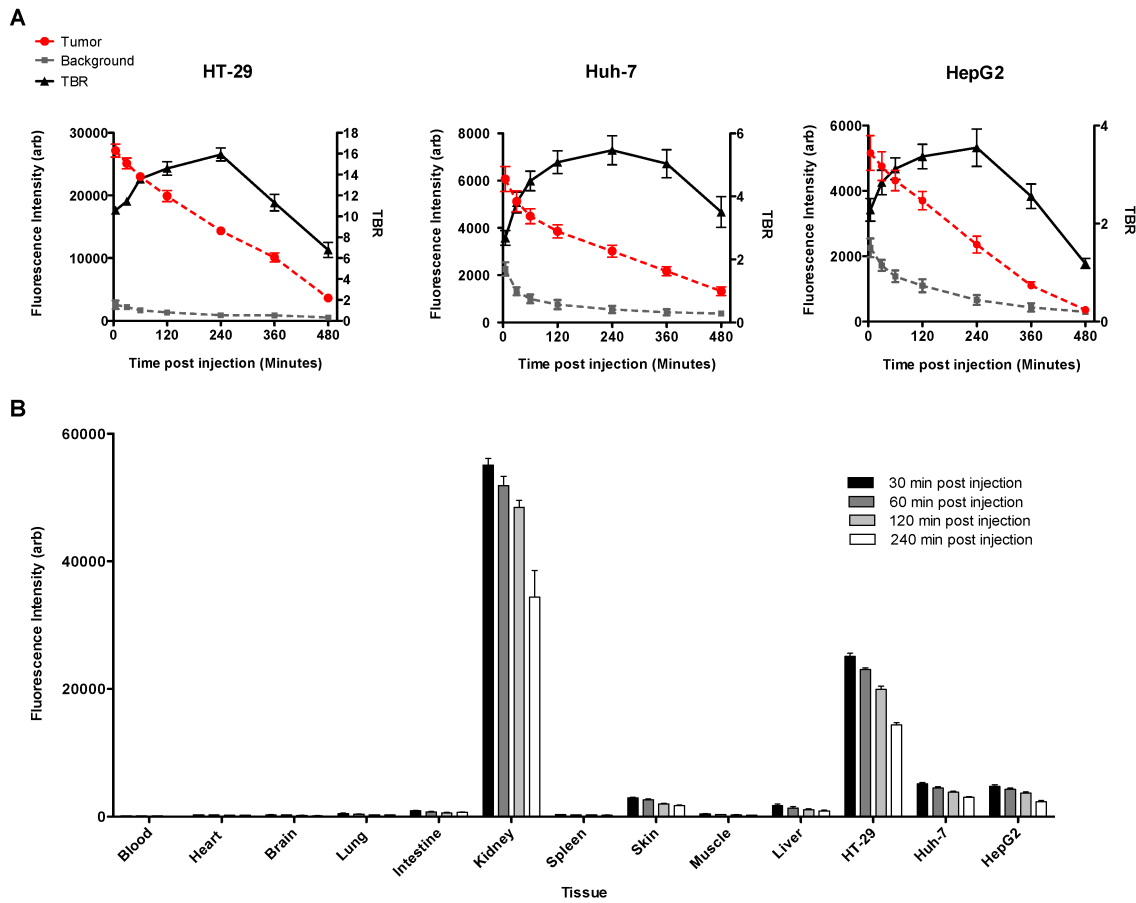 A
Tumor
Background
TBR
HT-29
Huh-7
HepG2
Fluorescence Intensity (arb)
30000
20000
10000
0
18
16
14
12
10
8
6
4
2
0
TBR
0 120 240 360 480
Time post injection (Minutes)
Fluorescence Intensity (arb)
8000
6000
4000
2000
0
6
4
2
0
TBR
0 120 240 360 480
Time post injection (Minutes)
Fluorescence Intensity (arb)
6000
4000
2000
0
4
2
0
TBR
0 120 240 360 480
Time post injection (Minutes)
B
Fluorescence Intensity (arb)
60000
40000
20000
0
30 min post injection
60 min post injection
120 min post injection
240 min post injection
Blood
Heart
Brain
Lung
Intestine
Kidney
Spleen
Skin
Muscle
Liver
HT-29
Huh-7
HepG2
Tissue